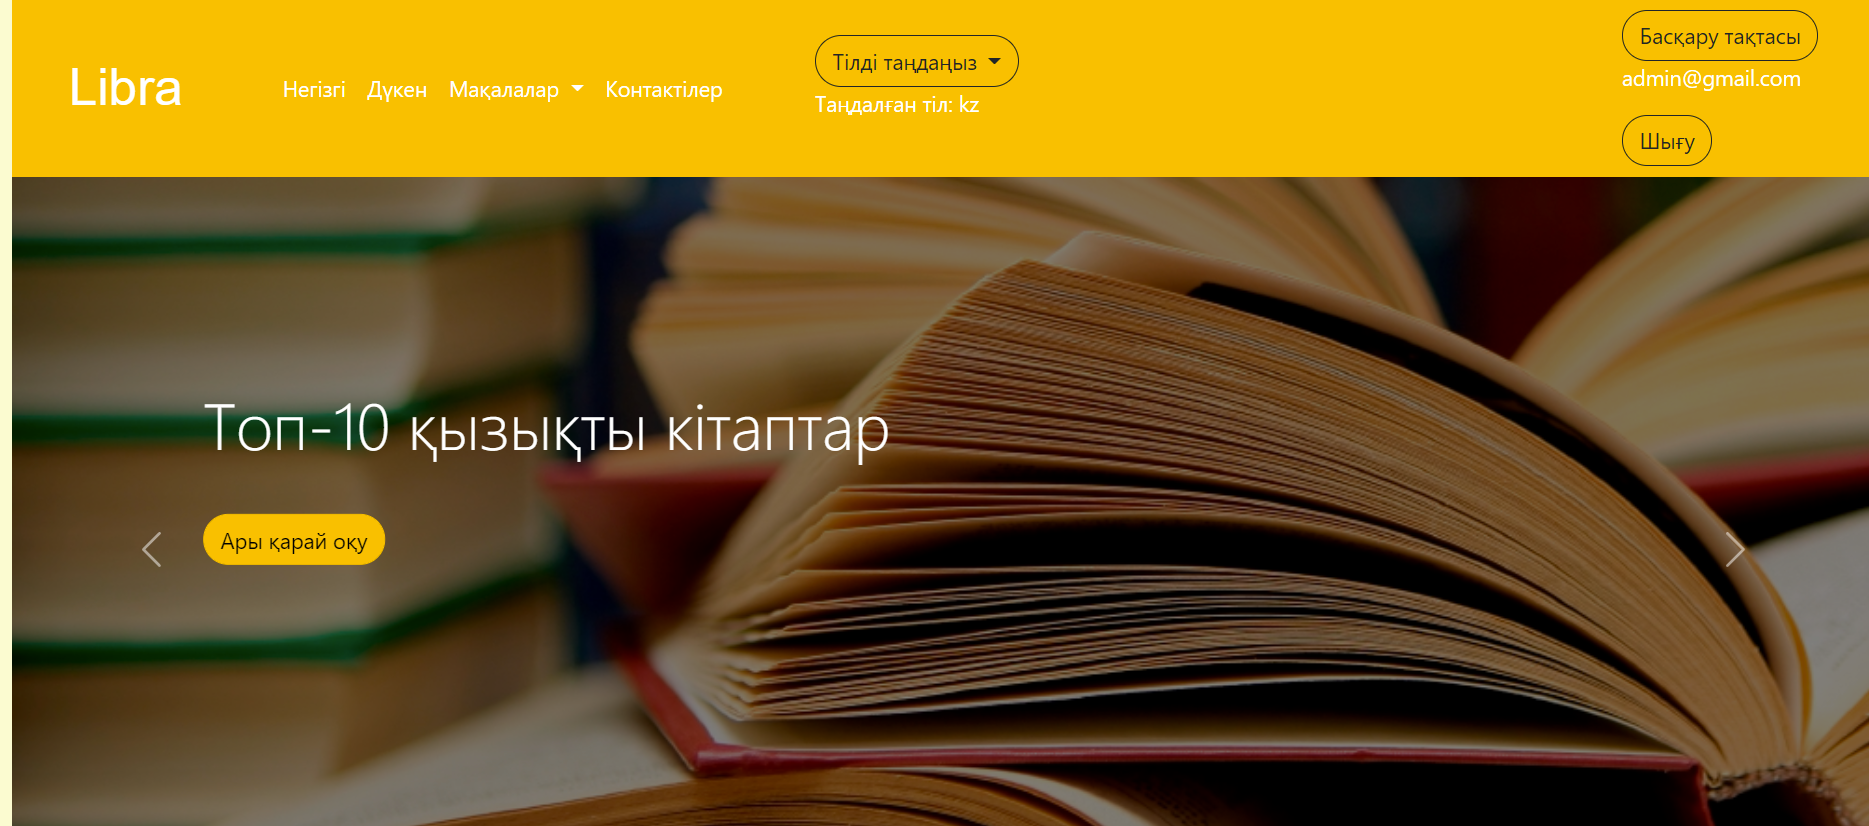 Libra
Негізгі
Дүкен
Мақалалар
Контактілер
Тілді таңдаңыз
Таңдалған тіл: kz
Басқару тақтасы
admin@gmail.com
Шығу
Топ-10 қызықты кітаптар
Ары қарай оқу